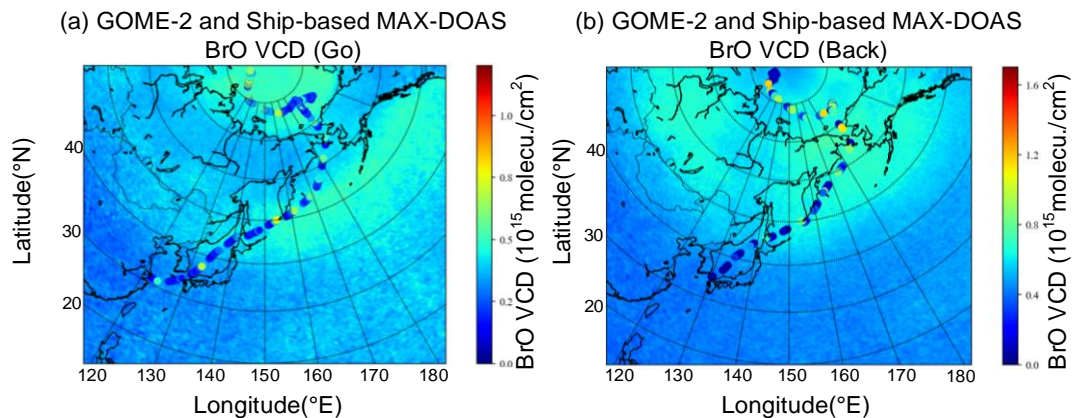 (a) GOME-2 and Ship-based MAX-DOAS
BrO VCD (Go)
Latitude(°N)
40
30
20
120 130 140 150 160 170 180
Longitude(°E)
1.0
0.8
0.5
0.2
0.0
BrO VCD (10¹⁵molecu./cm²)
(b) GOME-2 and Ship-based MAX-DOAS
BrO VCD (Back)
Latitude(°N)
40
30
20
120 130 140 150 160 170 180
Longitude(°E)
1.6
1.2
0.8
0.4
0.0
BrO VCD (10¹⁵molecu./cm²)